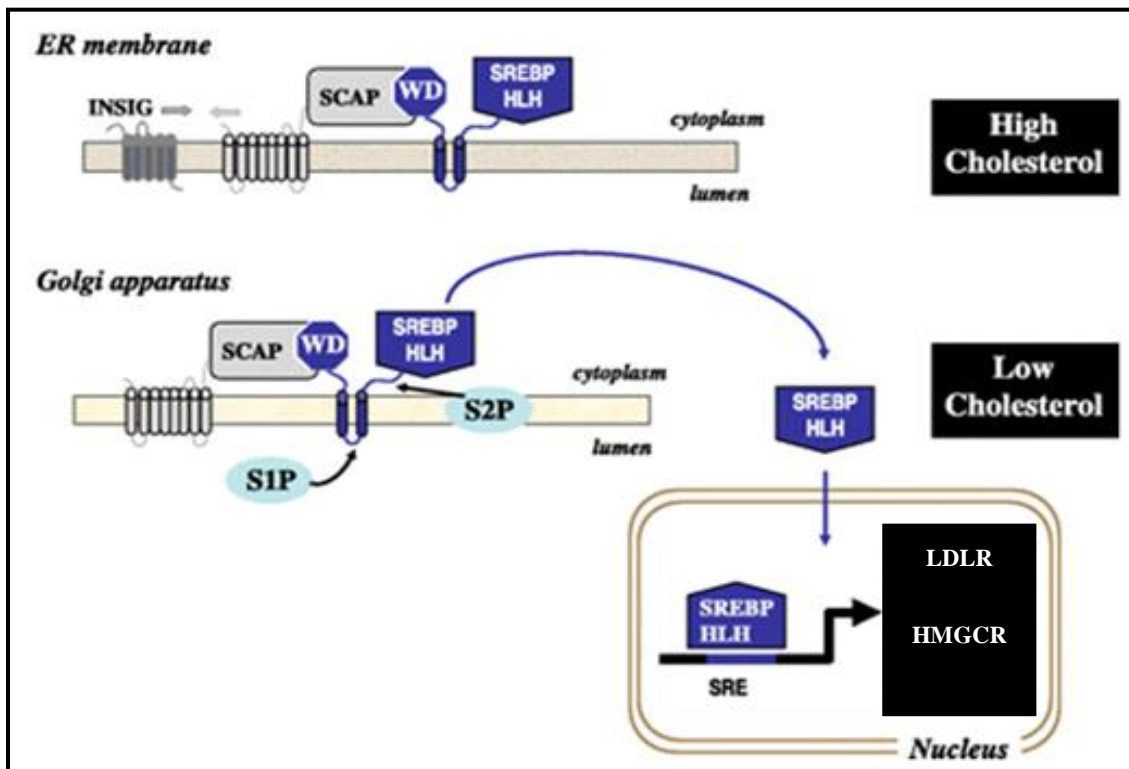 ER membrane
INSIG
SCAP
WD
SREBP
HLH
cytoplasm
lumen
High
Cholesterol
Golgi apparatus
SCAP
WD
SREBP
HLH
cytoplasm
S2P
lumen
S1P
SREBP
HLH
Low
Cholesterol
LDLR
HMGCR
SREBP
HLH
SRE
Nucleus